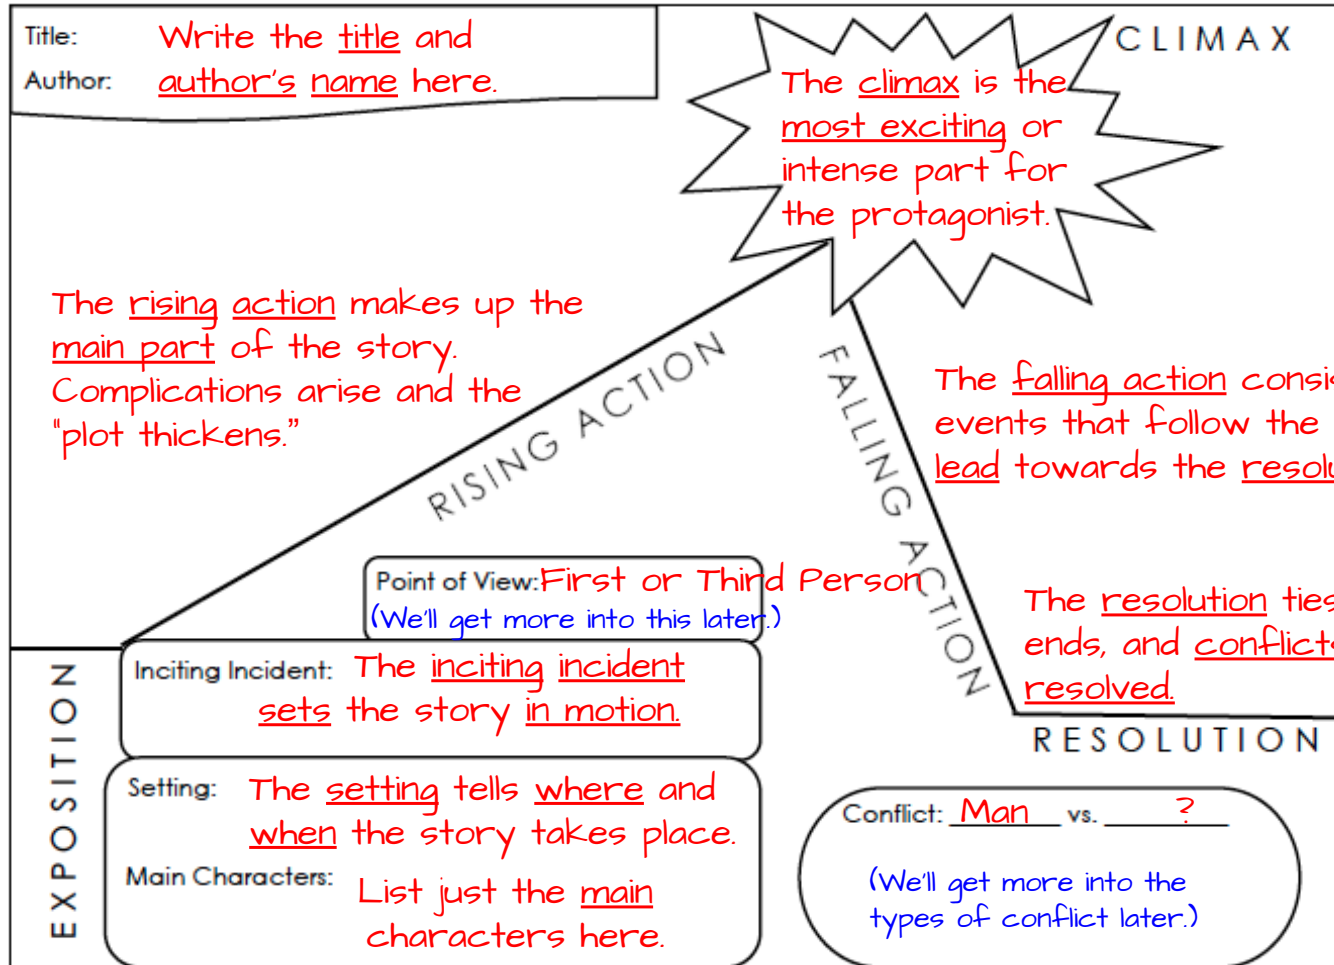 Title: Write the title and
Author: author's name here.
CLIMAX
The climax is the
most exciting or
intense part for
the protagonist.
The rising action makes up the
main part of the story.
Complications arise and the
"plot thickens."
RISING ACTION
FALLING ACTION
The falling action
events that follow the
lead towards the
Point of View: First or Third Person
(We'll get more into this later.)
The resolution ties
ends, and conflicts
resolved.
RESOLUTION
EXPOSITION
Inciting Incident: The inciting incident
sets the story in motion.
Setting: The setting tells where and
when the story takes place.
Main Characters: List just the main
characters here.
Conflict: Man vs. ?
(We'll get more into the
types of conflict later.)